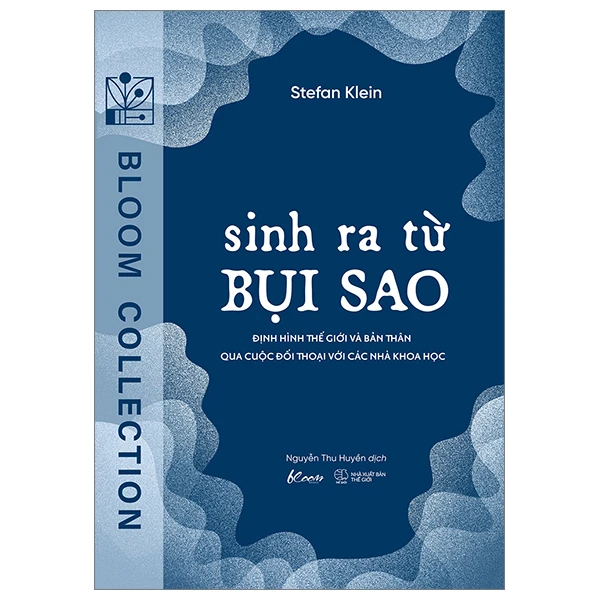 BLOOM COLLECTION
Stefan Klein
sinh ra từ
BỤI SAO
ĐỊNH HÌNH THẾ GIỚI VÀ BẢN THÂN
QUA CUỘC ĐỐI THOẠI VỚI CÁC NHÀ KHOA HỌC
Nguyễn Thu Huyền dịch
bloom
NHÀ XUẤT BẢN
THẾ GIỚI